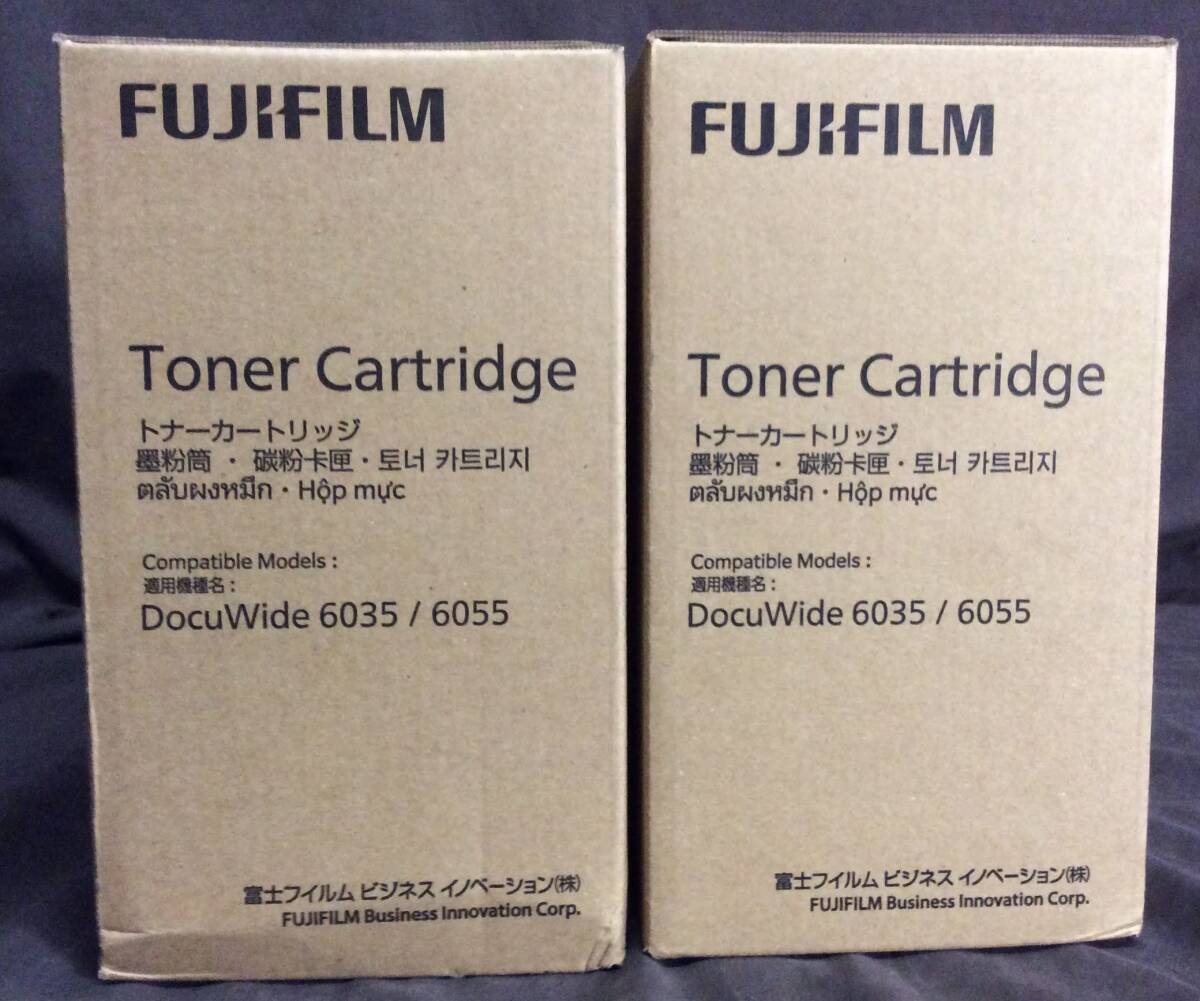 FUJIFILM
Toner Cartridge
トナーカートリッジ
墨粉筒 ・ 碳粉卡匣・토너 카트리지
ตลับผงหมึก・Hộp mực
Compatible Models :
適用機種名 :
DocuWide 6035 / 6055
富士フイルム ビジネス イノベーション(株)
FUJIFILM Business Innovation Corp.
FUJIFILM
Toner Cartridge
トナーカートリッジ
墨粉筒 ・ 碳粉卡匣・토너 카트리지
ตลับผงหมึก・Hộp mực
Compatible Models :
適用機種名 :
DocuWide 6035 / 6055
富士フイルム ビジネス イノベーション(株)
FUJIFILM Business Innovation Corp.